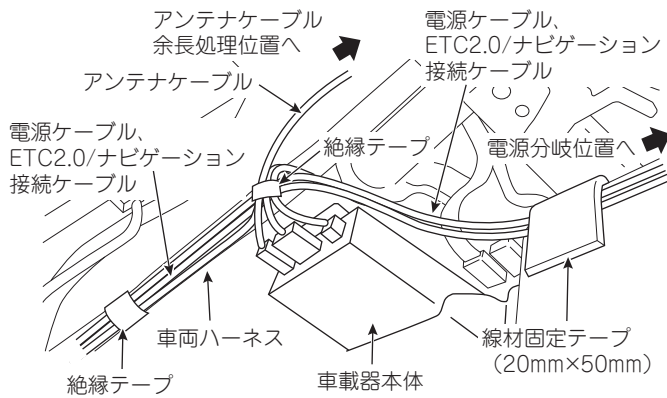 アンテナケーブル
余長処理位置へ
アンテナケーブル
電源ケーブル、
ETC2.0/ナビゲーション
接続ケーブル
電源ケーブル、
ETC2.0/ナビゲーション
接続ケーブル
絶縁テープ
電源分岐位置へ
車両ハーネス
絶縁テープ
車載器本体
線材固定テープ
（20mm×50mm）